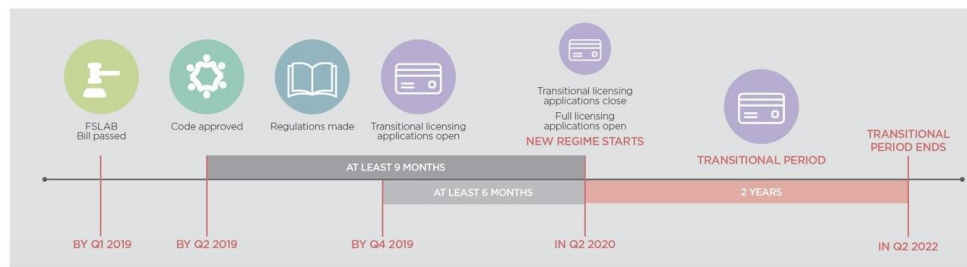 FSLAB
Bill passed
Code approved
Regulations made
Transitional licensing
applications open
Transitional licensing
applications close
Full licensing
applications open
NEW REGIME STARTS
TRANSITIONAL PERIOD
TRANSITIONAL
PERIOD ENDS
AT LEAST 9 MONTHS
AT LEAST 6 MONTHS
2 YEARS
BY Q1 2019
BY Q2 2019
BY Q4 2019
IN Q2 2020
IN Q2 2022